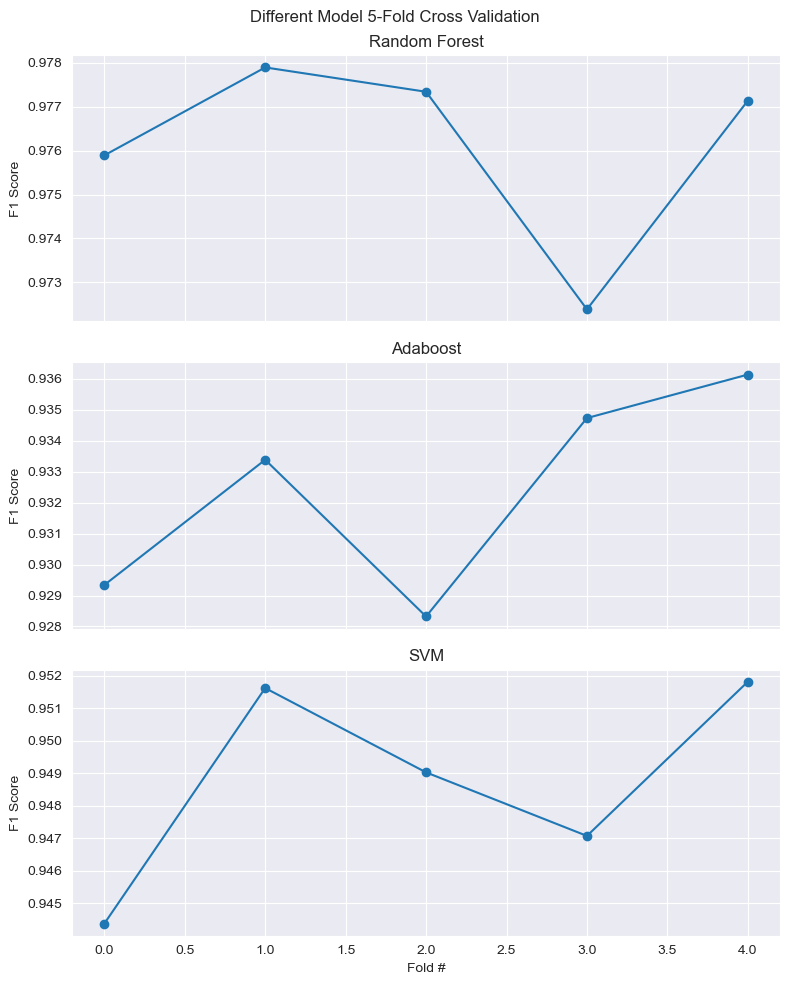 Different Model 5-Fold Cross Validation
Random Forest
0.978
0.977
0.976
0.975
0.974
0.973
F1 Score
Adaboost
0.936
0.935
0.934
0.933
0.932
0.931
0.930
0.929
0.928
F1 Score
SVM
0.952
0.951
0.950
0.949
0.948
0.947
0.946
0.945
F1 Score
0.0 0.5 1.0 1.5 2.0 2.5 3.0 3.5 4.0
Fold #